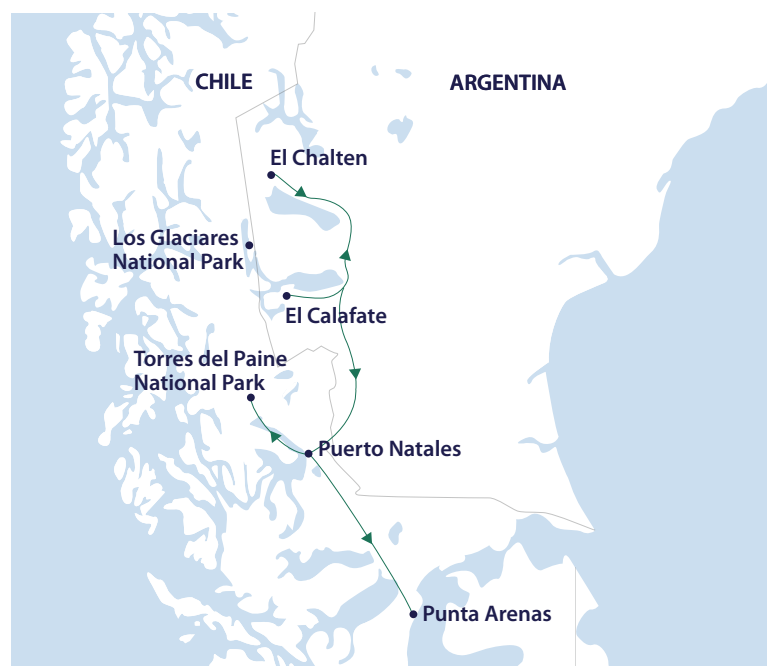 CHILE
ARGENTINA
El Chalten
Los Glaciares
National Park
El Calafate
Torres del Paine
National Park
Puerto Natales
Punta Arenas